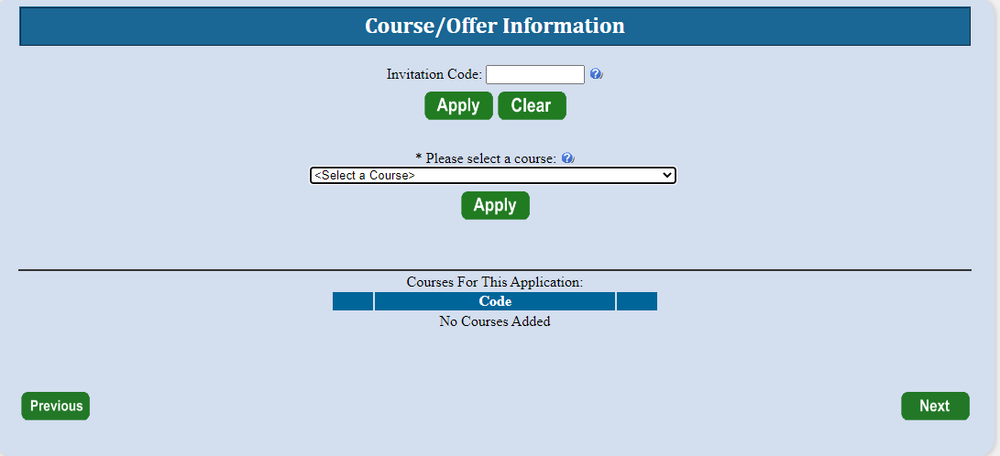 Course/Offer Information
Invitation Code:
Apply Clear
* Please select a course:
<Select a Course>
Apply
Courses For This Application:
Code
No Courses Added
Previous Next